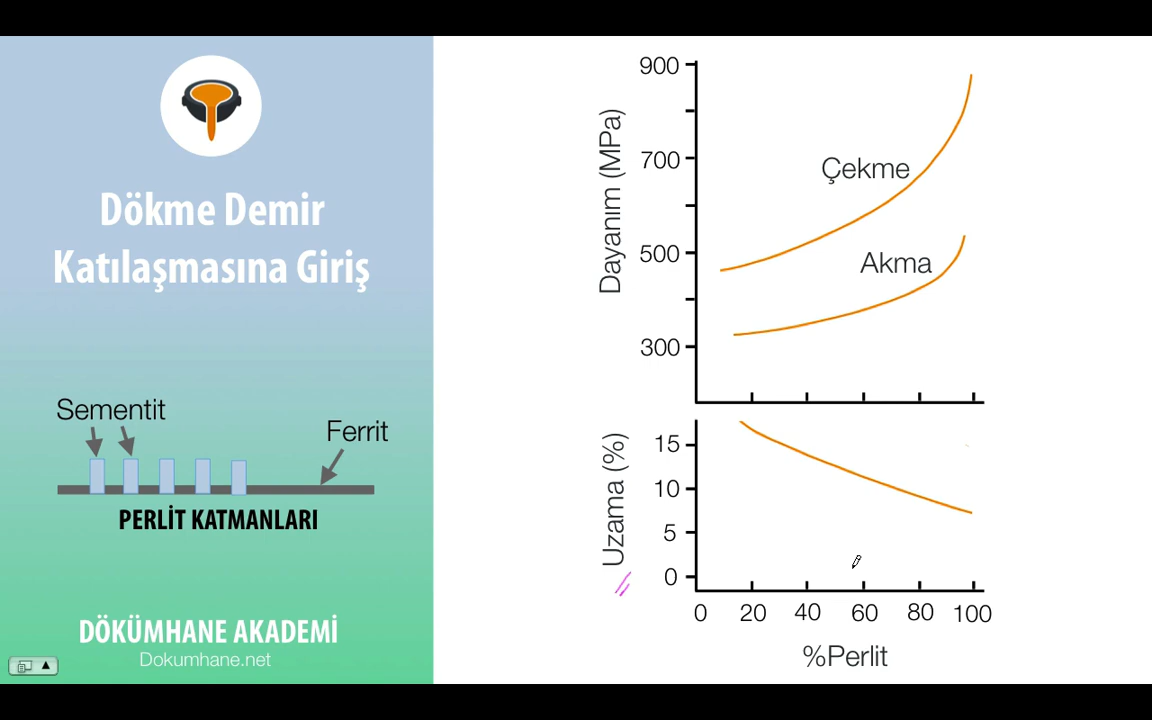 Dökme Demir
Katılaşmasına Giriş
Sementit
Ferrit
PERLİT KATMANLARI
DÖKÜMHANE AKADEMİ
Dokumhane.net
900
700
500
300
Dayanım (MPa)
Çekme
Akma
15
10
5
0
Uzama (%)
0 20 40 60 80 100
%Perlit